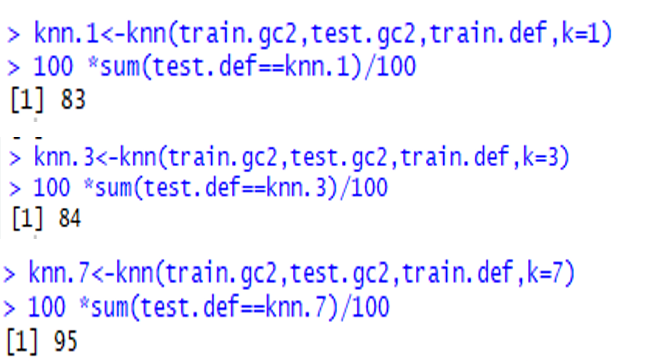 > knn.1<-knn(train.gc2,test.gc2,train.def,k=1)
> 100 *sum(test.def==knn.1)/100
[1] 83
> knn.3<-knn(train.gc2,test.gc2,train.def,k=3)
> 100 *sum(test.def==knn.3)/100
[1] 84
> knn.7<-knn(train.gc2,test.gc2,train.def,k=7)
> 100 *sum(test.def==knn.7)/100
[1] 95